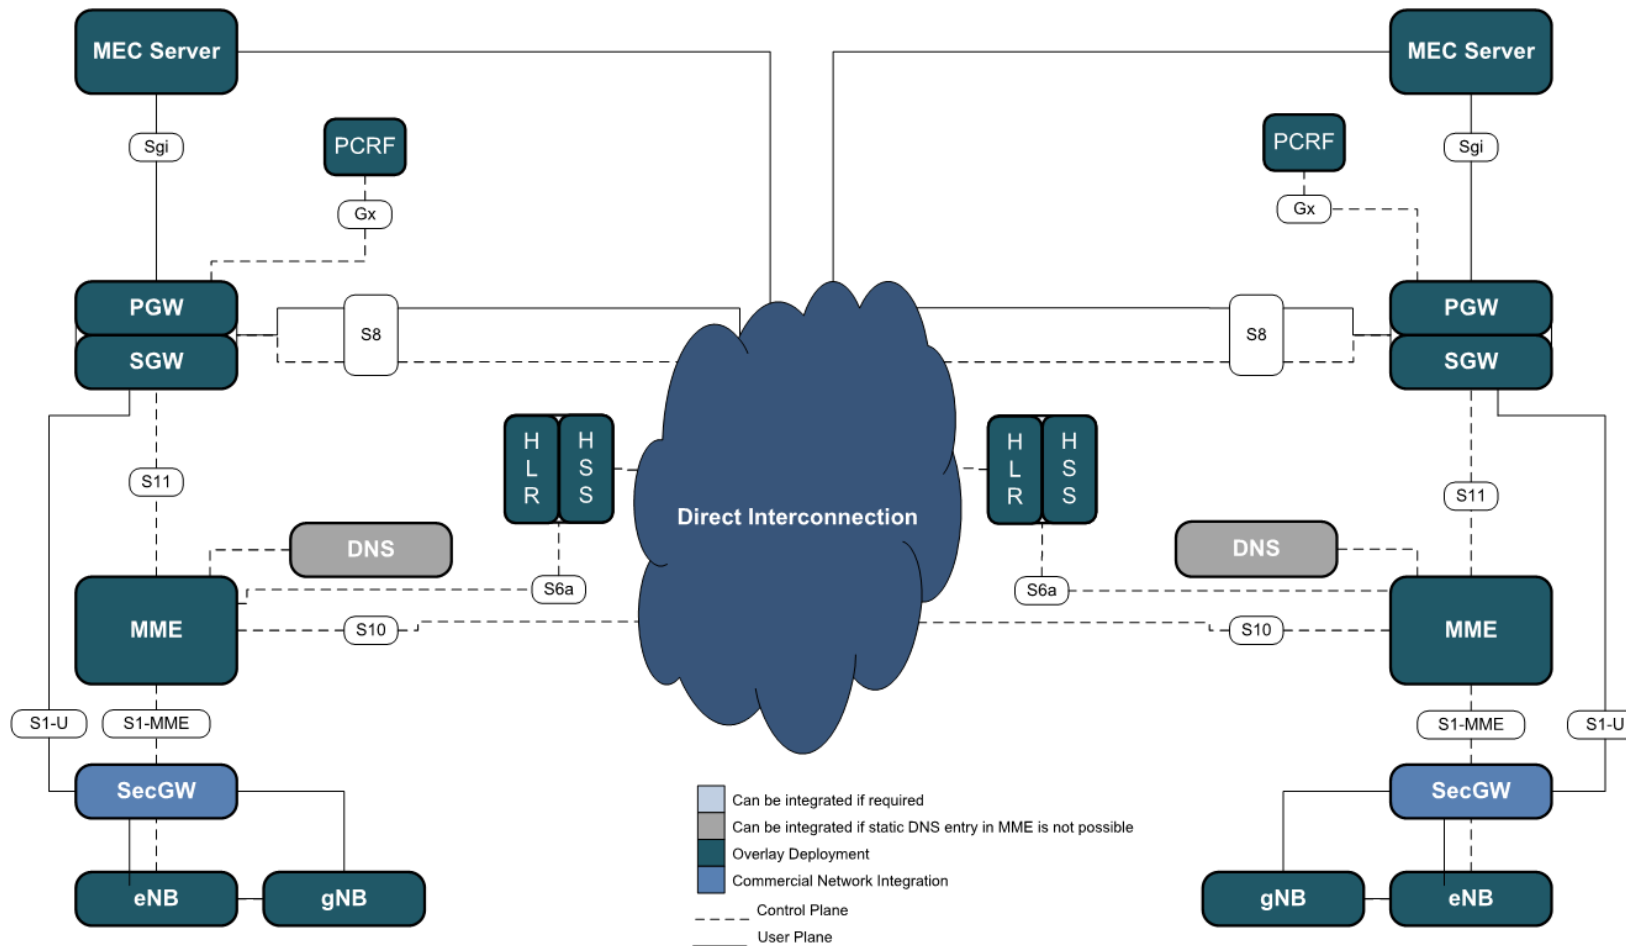 MEC Server
MEC Server
Sgi
PCRF
PCRF
Sgi
Gx
Gx
PGW
S8
S8
PGW
SGW
SGW
H
L
R
H
S
S
H
L
R
H
S
S
S11
S11
Direct Interconnection
DNS
DNS
S6a
S6a
MME
S10
S10
MME
S1-U
S1-MME
S1-MME
S1-U
SecGW
SecGW
Can be integrated if required
Can be integrated if static DNS entry in MME is not possible
Overlay Deployment
Commercial Network Integration
eNB
gNB
gNB
eNB
Control Plane
User Plane